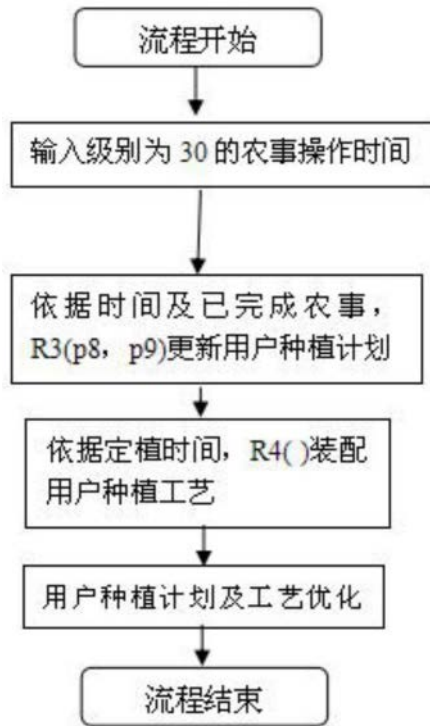 流程开始
输入级别为 30 的农事操作时间
依据时间及已完成农事，
R3(p8，p9)更新用户种植计划
依据定植时间，R4( )装配
用户种植工艺
用户种植计划及工艺优化
流程结束